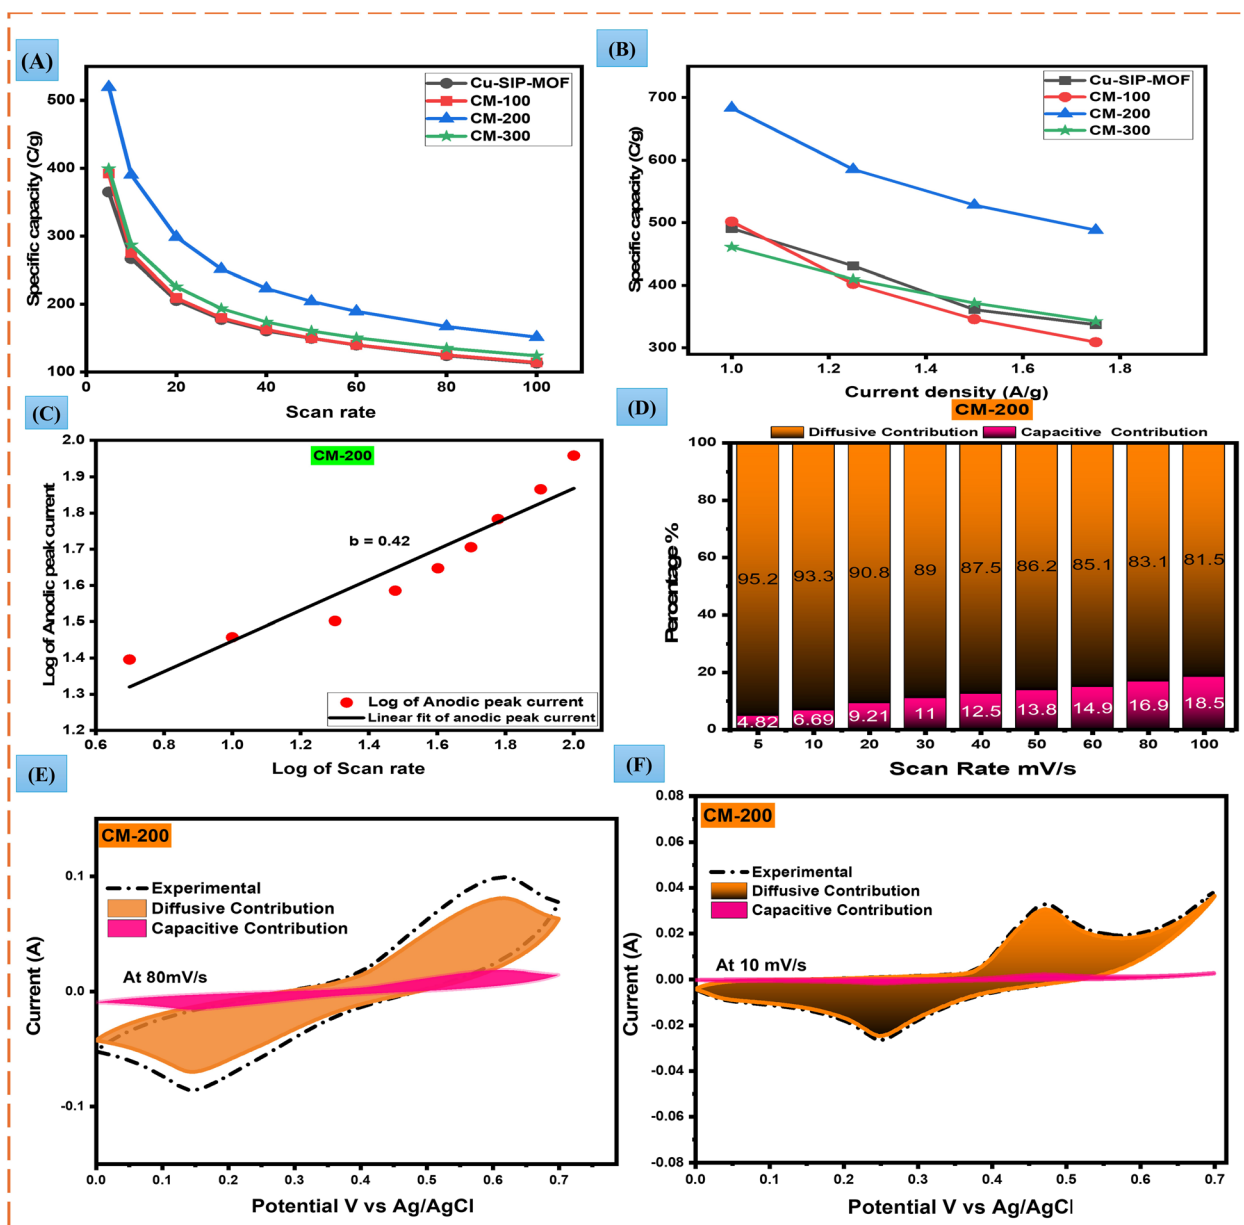 (A)
Specific capacity (C/g)
500
400
300
200
100
0
20
40
60
80
100
Scan rate
Cu-SIP-MOF
CM-100
CM-200
CM-300
(B)
Specific capacity (C/g)
700
600
500
400
300
1.0
1.2
1.4
1.6
1.8
Current density (A/g)
Cu-SIP-MOF
CM-100
CM-200
CM-300
(C)
CM-200
Log of Anodic peak current
2.0
1.9
1.8
1.7
1.6
1.5
1.4
1.3
1.2
b = 0.42
Log of Anodic peak current
Linear fit of anodic peak current
0.6
0.8
1.0
1.2
1.4
1.6
1.8
2.0
Log of Scan rate
(D)
CM-200
Diffusive Contribution
Capacitive Contribution
Percentage %
100
80
60
40
20
0
95.2
93.3
90.8
89
87.5
86.2
85.1
83.1
81.5
4.82
6.69
9.21
11
12.5
13.8
14.9
16.9
18.5
5
10
20
30
40
50
60
80
100
Scan Rate mV/s
(E)
CM-200
Experimental
Diffusive Contribution
Capacitive Contribution
At 80mV/s
Current (A)
0.1
0.0
-0.1
0.0
0.1
0.2
0.3
0.4
0.5
0.6
0.7
Potential V vs Ag/AgCl
(F)
CM-200
Experimental
Diffusive Contribution
Capacitive Contribution
At 10 mV/s
Current (A)
0.08
0.06
0.04
0.02
0.00
-0.02
-0.04
-0.06
-0.08
0.0
0.1
0.2
0.3
0.4
0.5
0.6
0.7
Potential V vs Ag/AgCl